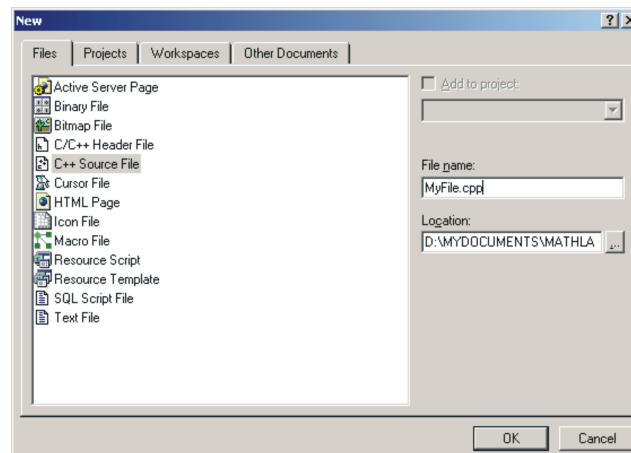 New
Files Projects Workspaces Other Documents
Active Server Page
Binary File
Bitmap File
C/C++ Header File
C++ Source File
Cursor File
HTML Page
Icon File
Macro File
Resource Script
Resource Template
SQL Script File
Text File
Add to project:
File name:
MyFile.cpp
Location:
D:\MYDOCUMENTS\MATHLA
...
OK Cancel